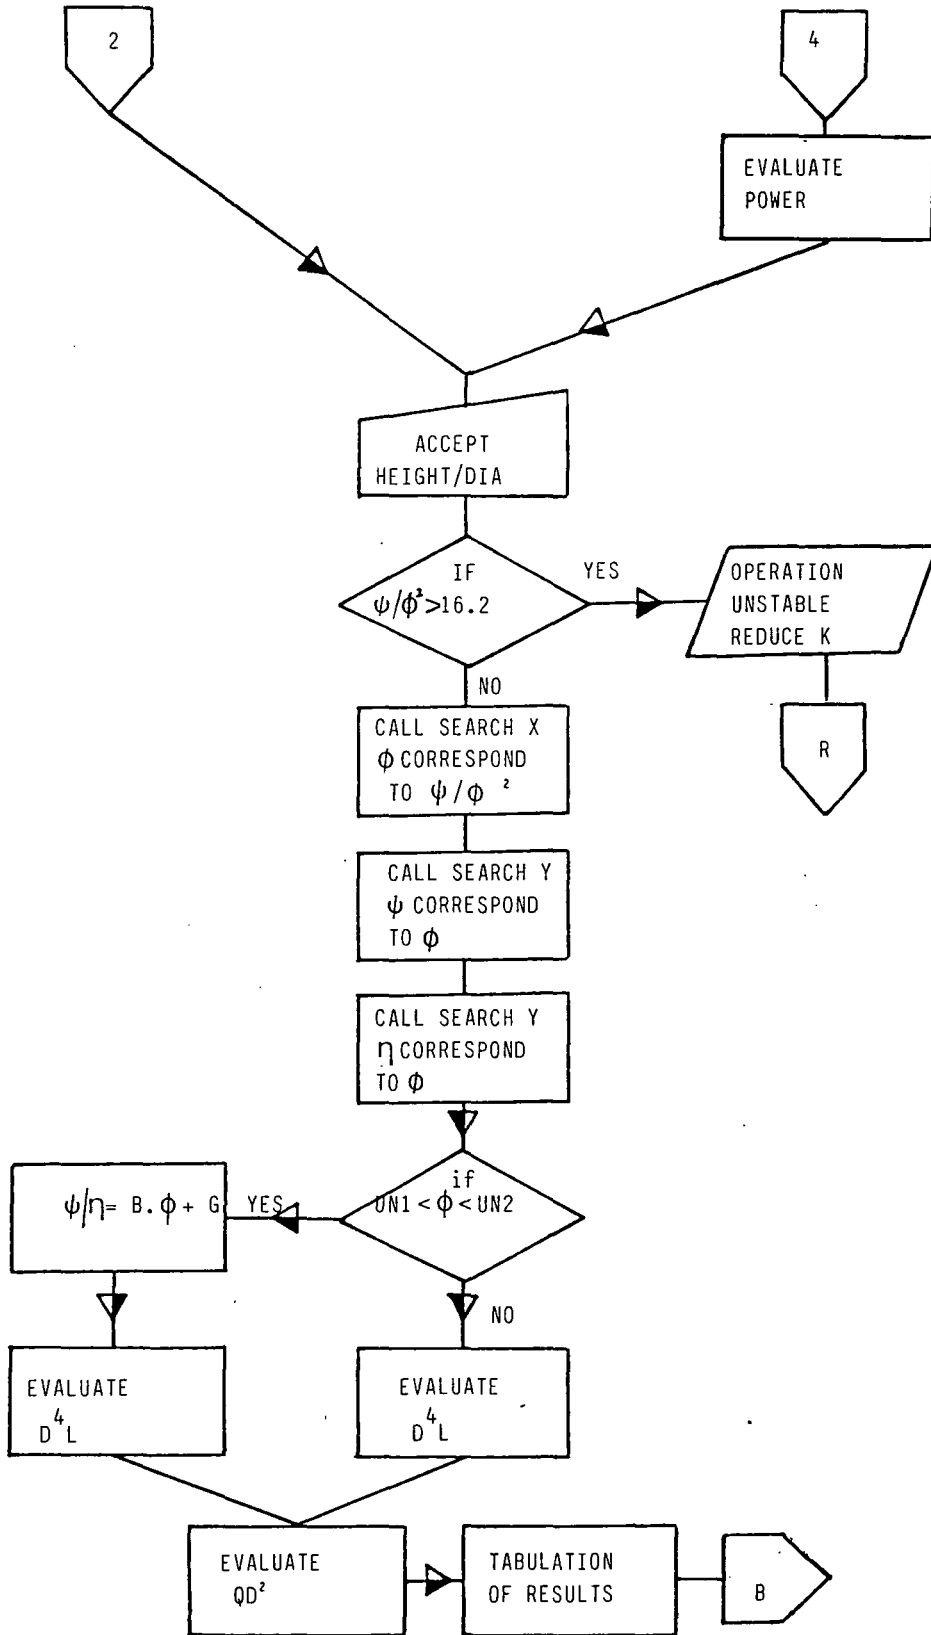 2
4
EVALUATE
POWER
ACCEPT
HEIGHT/DIA
IF
ψ/ϕ²>16.2
YES
OPERATION
UNSTABLE
REDUCE K
NO
R
CALL SEARCH X
ϕ CORRESPOND
TO ψ/ϕ ²
CALL SEARCH Y
ψ CORRESPOND
TO ϕ
CALL SEARCH Y
η CORRESPOND
TO ϕ
if
UN1<ϕ<UN2
YES
ψ/η= B.ϕ+ G
NO
EVALUATE
D⁴L
EVALUATE
D⁴L
EVALUATE
QD²
TABULATION
OF RESULTS
B